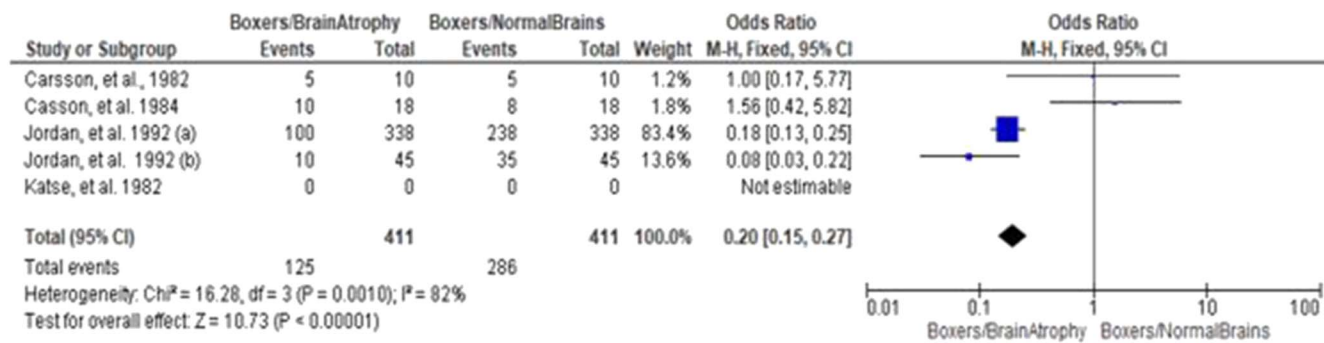 Boxers/BrainAtrophy Boxers/NormalBrains Odds Ratio Odds Ratio
Study or Subgroup Events Total Events Total Weight M-H, Fixed, 95% CI M-H, Fixed, 95% CI
Carsson, et al., 1982 5 10 5 10 1.2% 1.00 [0.17, 5.77]
Casson, et al. 1984 10 18 8 18 1.8% 1.56 [0.42, 5.82]
Jordan, et al. 1992 (a) 100 338 238 338 83.4% 0.18 [0.13, 0.25]
Jordan, et al. 1992 (b) 10 45 35 45 13.6% 0.08 [0.03, 0.22]
Katse, et al. 1982 0 0 0 0 Not estimable
Total (95% CI) 411 411 100.0% 0.20 [0.15, 0.27]
Total events 125 286
Heterogeneity: Chi² = 16.28, df = 3 (P = 0.0010); I² = 82%
Test for overall effect: Z = 10.73 (P < 0.00001)
0.01 0.1 1 10 100
Boxers/BrainAtrophy Boxers/NormalBrains